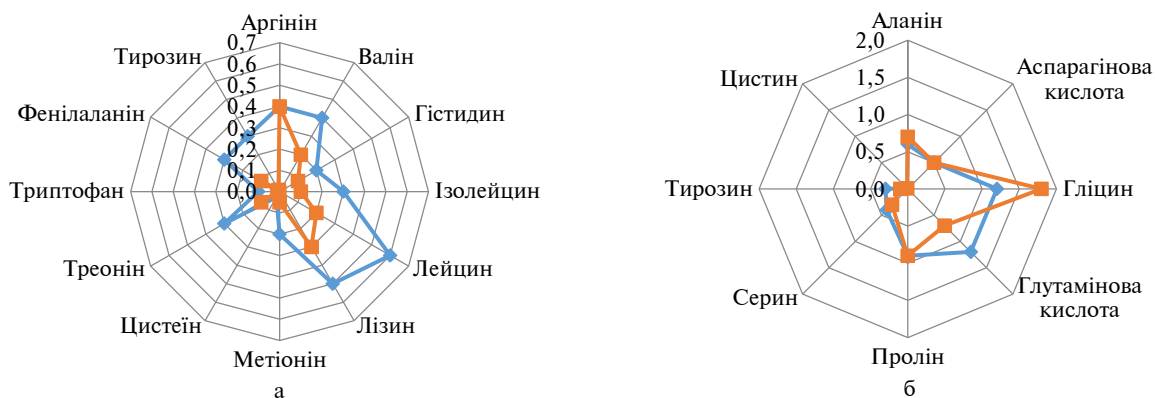 Аргінін
0,7
0,6
0,5
0,4
0,3
0,2
0,1
0,0
Валін
Гістидин
Ізолейцин
Лейцин
Лізин
Метіонін
Цистеїн
Треонін
Триптофан
Фенілаланін
Тирозин
а
Аланін
2,0
1,5
1,0
0,5
0,0
Аспарагінова
кислота
Гліцин
Глутамінова
кислота
Пролін
Серин
Тирозин
Цистин
б